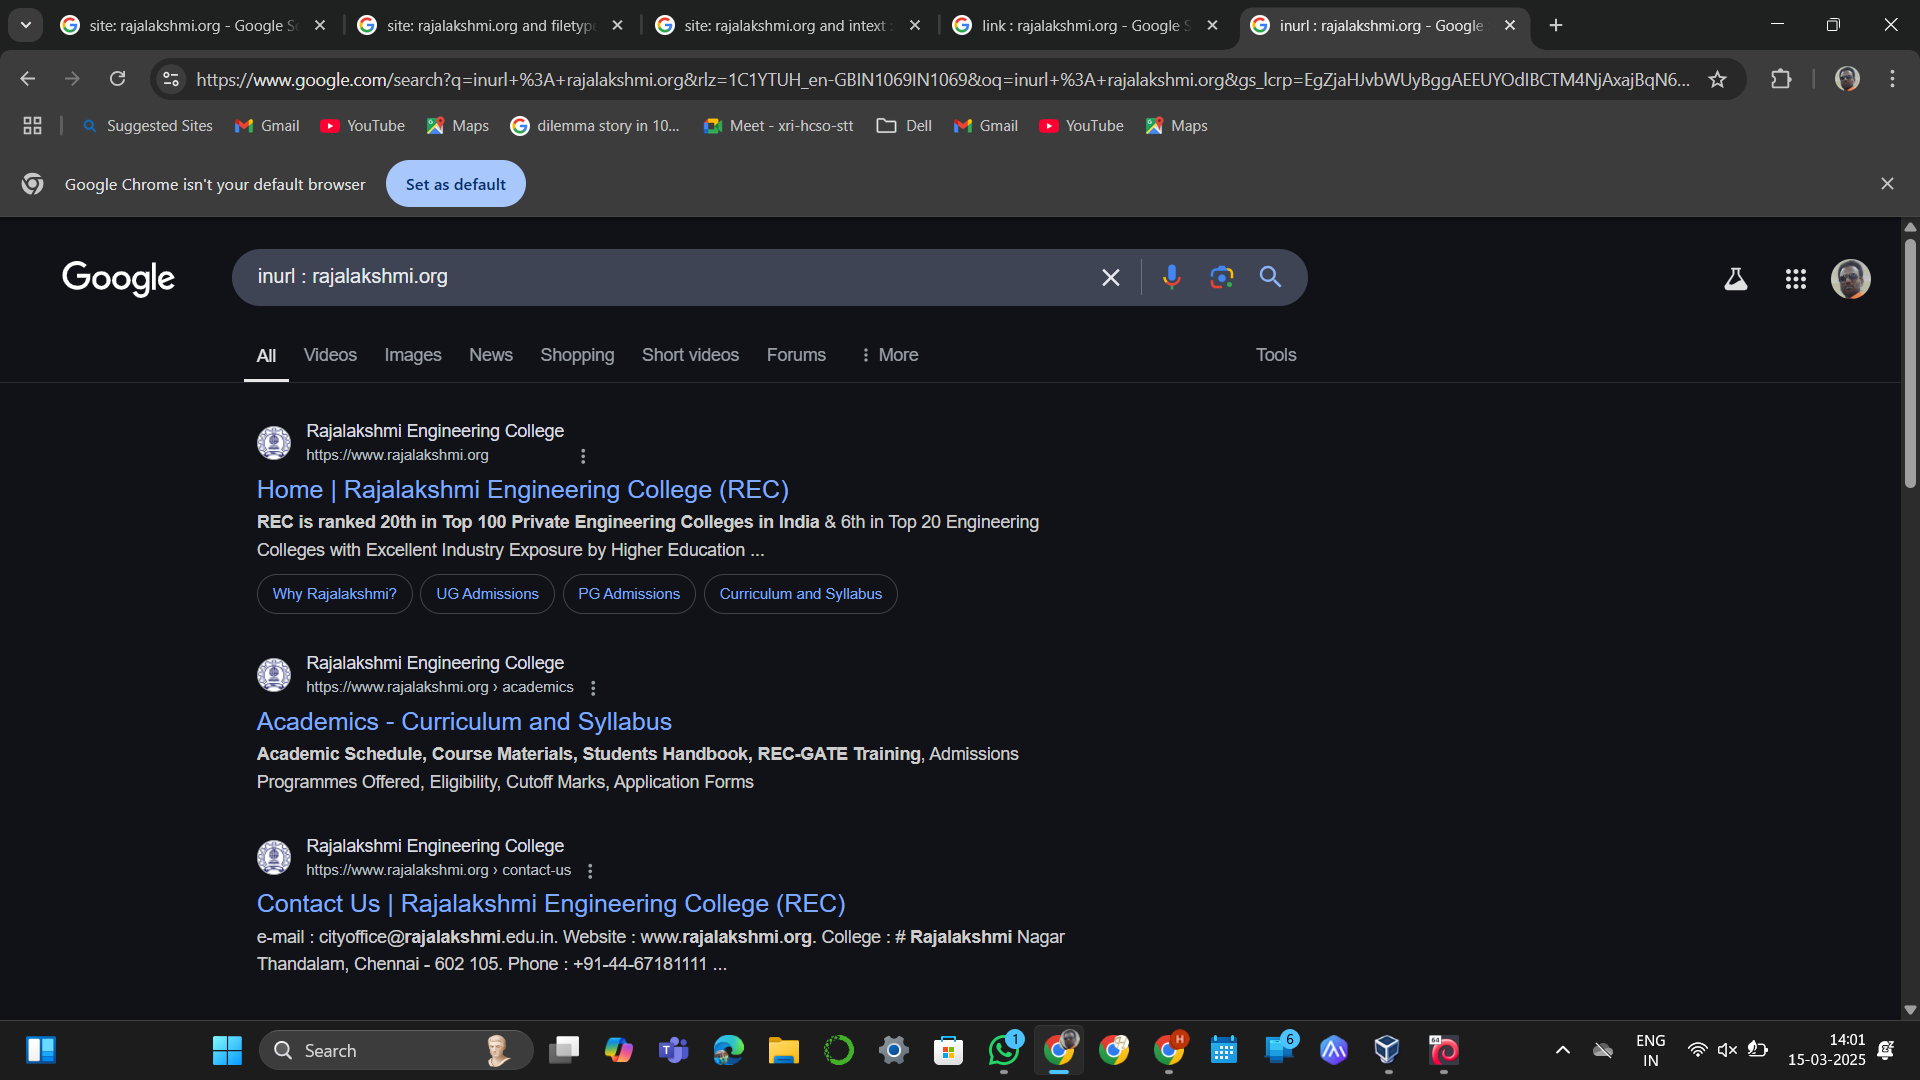 site: rajalakshmi.org - Google Se
site: rajalakshmi.org and filetype
site: rajalakshmi.org and intext :
link : rajalakshmi.org - Google S
inurl : rajalakshmi.org - Google
https://www.google.com/search?q=inurl+%3A+rajalakshmi.org&rlz=1C1YTUH_en-GBIN1069IN1069&oq=inurl+%3A+rajalakshmi.org&gs_lcrp=EgZjaHJvbWUyBggAEEUYOdIBCTM4NjAxajBqN6...
Suggested Sites
Gmail
YouTube
Maps
dilemma story in 10...
Meet - xri-hcso-stt
Dell
Gmail
YouTube
Maps
Google Chrome isn't your default browser
Set as default
Google
inurl : rajalakshmi.org
All
Videos
Images
News
Shopping
Short videos
Forums
More
Tools
Rajalakshmi Engineering College
https://www.rajalakshmi.org
Home | Rajalakshmi Engineering College (REC)
REC is ranked 20th in Top 100 Private Engineering Colleges in India & 6th in Top 20 Engineering
Colleges with Excellent Industry Exposure by Higher Education ...
Why Rajalakshmi?
UG Admissions
PG Admissions
Curriculum and Syllabus
Rajalakshmi Engineering College
https://www.rajalakshmi.org › academics
Academics - Curriculum and Syllabus
Academic Schedule, Course Materials, Students Handbook, REC-GATE Training, Admissions
Programmes Offered, Eligibility, Cutoff Marks, Application Forms
Rajalakshmi Engineering College
https://www.rajalakshmi.org › contact-us
Contact Us | Rajalakshmi Engineering College (REC)
e-mail : cityoffice@rajalakshmi.edu.in. Website : www.rajalakshmi.org. College : # Rajalakshmi Nagar
Thandalam, Chennai - 602 105. Phone : +91-44-67181111 ...
Search
1
H
6
64
ENG
IN
14:01
15-03-2025